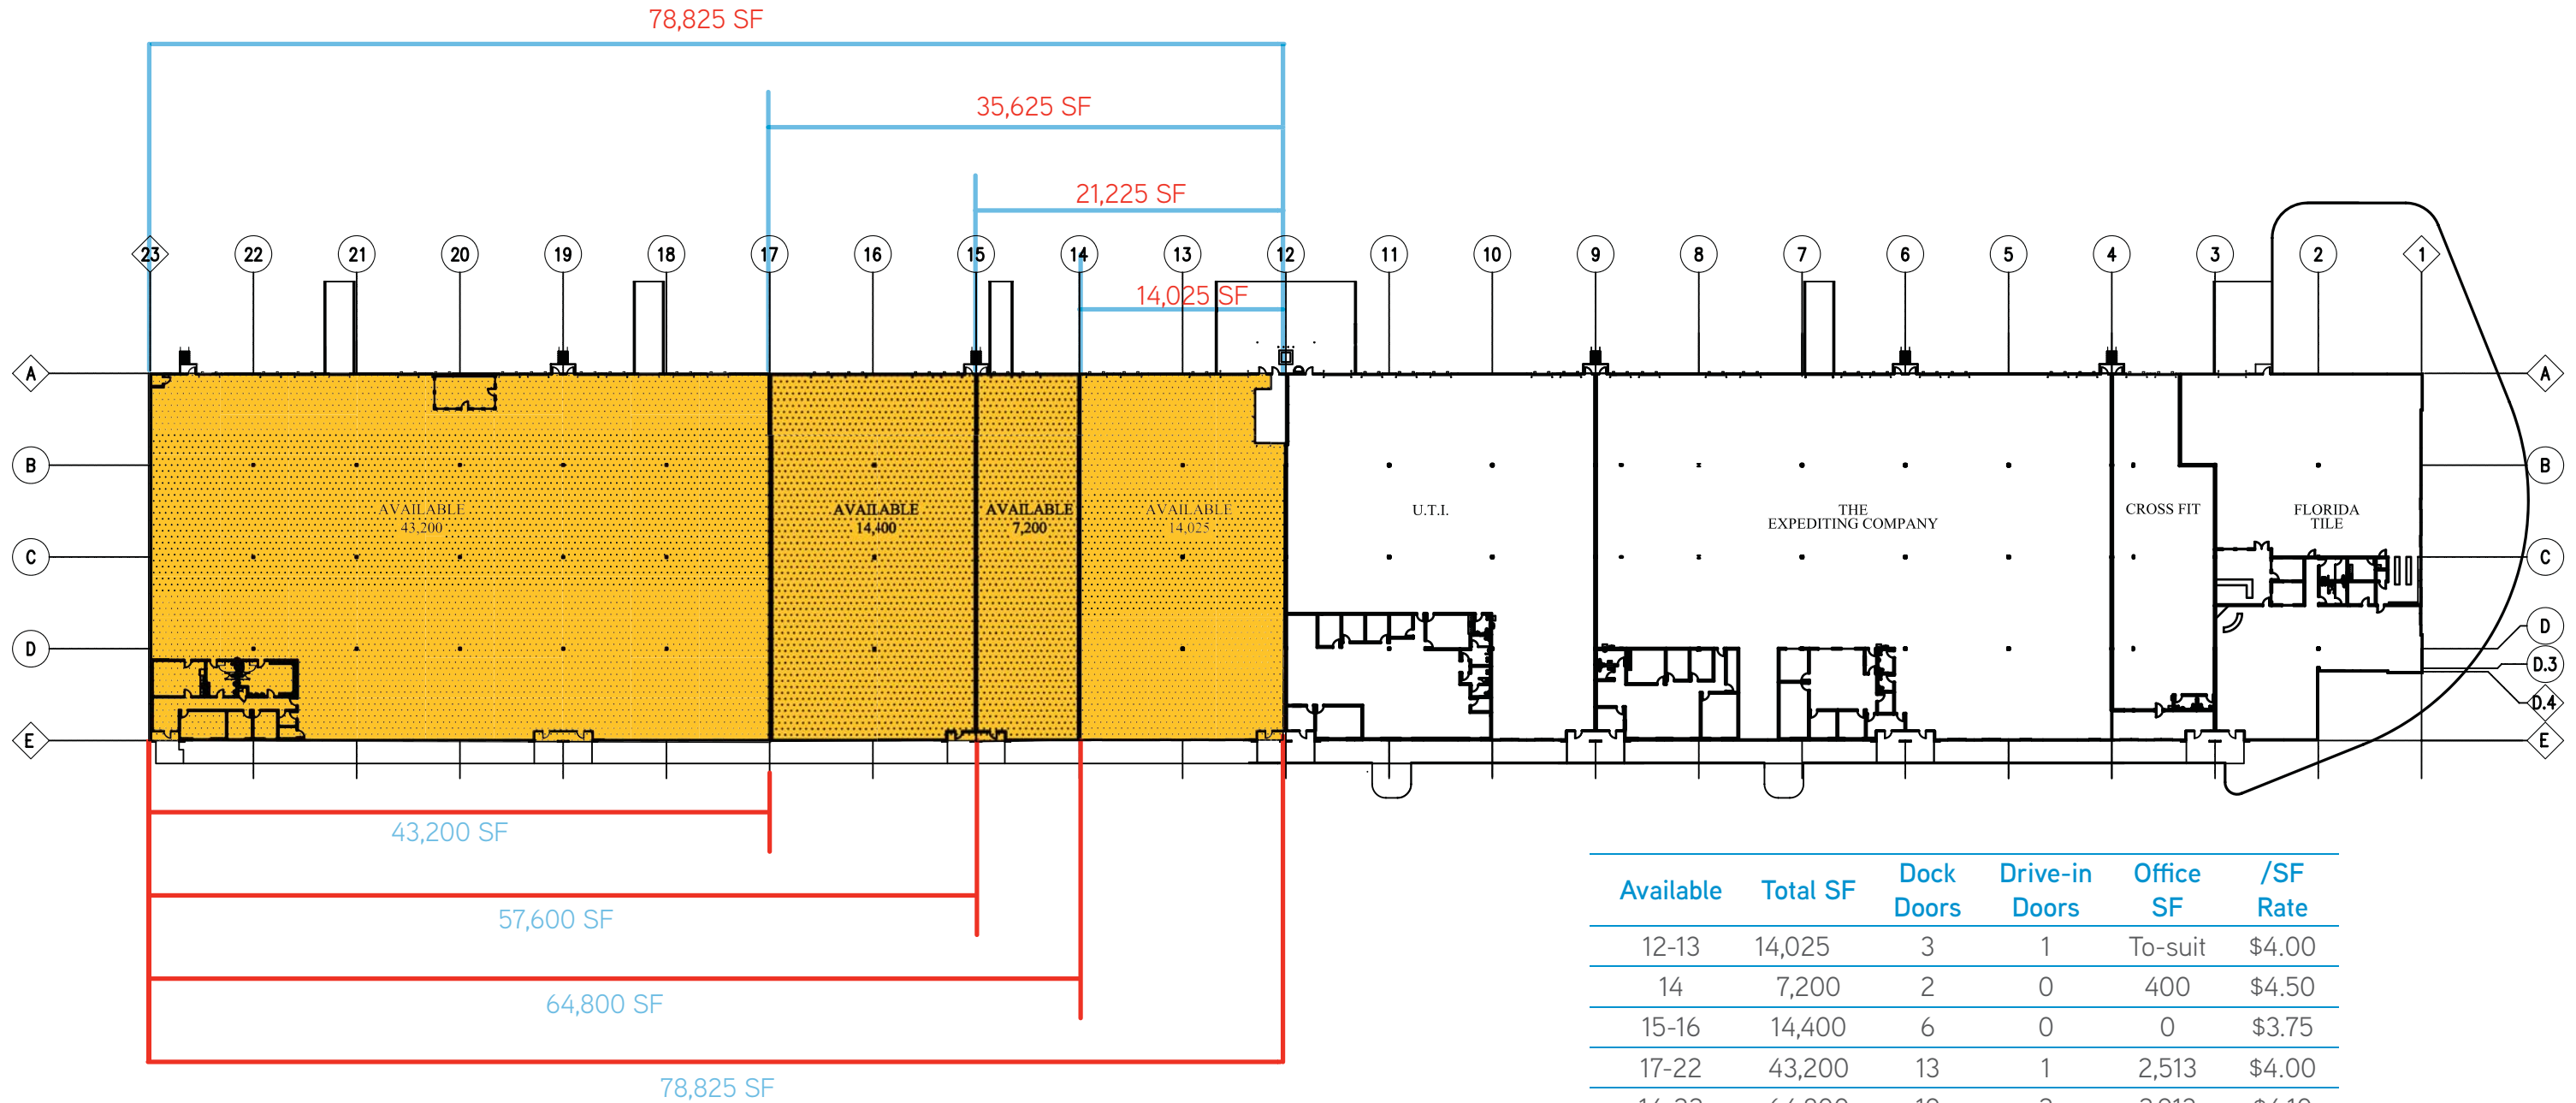 78,825 SF
35,625 SF
21,225 SF
23 22 21 20 19 18 17 16 15 14 13 12 11 10 9 8 7 6 5 4 3 2 1
14,025 SF
A A
B B
AVAILABLE
43,200
AVAILABLE
14,400
AVAILABLE
7,200
AVAILABLE
14,025
U.T.I.
THE
EXPEDITING COMPANY
CROSS FIT
FLORIDA
TILE
C C
D D
D.3
D.4
E E
43,200 SF
57,600 SF
64,800 SF
78,825 SF
Available Total SF Dock Doors Drive-in Doors Office SF /SF Rate
12-13 14,025 3 1 To-suit $4.00
14 7,200 2 0 400 $4.50
15-16 14,400 6 0 0 $3.75
17-22 43,200 13 1 2,513 $4.00